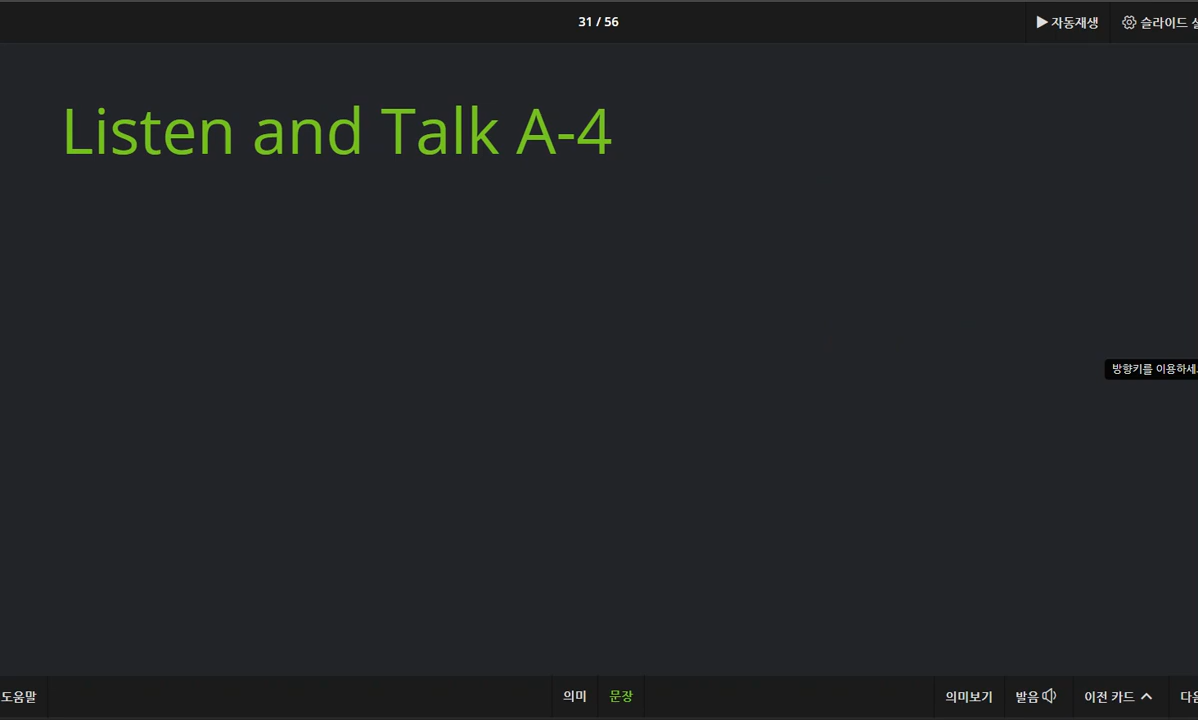 31 / 56
자동재생
슬라이드
Listen and Talk A-4
방향키를 이용하세
도움말
의미
문장
의미보기
발음
이전 카드
다음